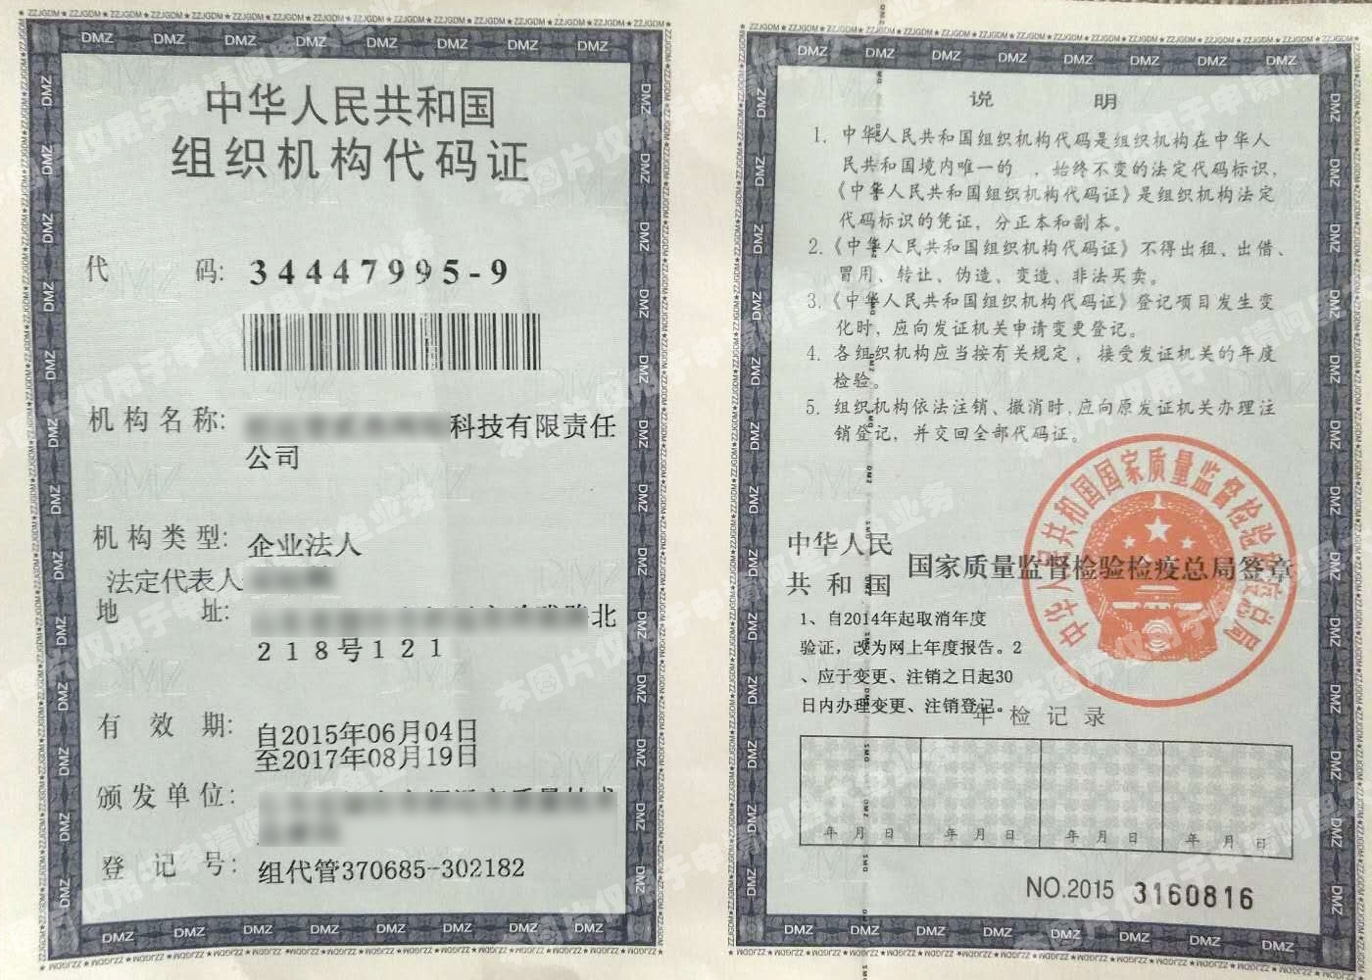 中华人民共和国
组织机构代码证
代 码: 34447995-9
机构名称: 科技有限责任
公司
机构类型: 企业法人
法定代表人
地 址: 北
218号121
有 效 期: 自2015年06月04日
至2017年08月19日
颁发单位:
登 记 号: 组代管370685-302182
说 明
1. 中华人民共和国组织机构代码是组织机构在中华人
民共和国境内唯一的 、始终不变的法定代码标识，
《中华人民共和国组织机构代码证》是组织机构法定
代码标识的凭证，分正本和副本。
2.《中华人民共和国组织机构代码证》不得出租、出借、
冒用、转让、伪造、变造、非法买卖。
3.《中华人民共和国组织机构代码证》登记项目发生变
化时，应向发证机关申请变更登记。
4. 各组织机构应当按有关规定，接受发证机关的年度
检验。
5. 组织机构依法注销、撤消时，应向原发证机关办理注
销登记，并交回全部代码证。
中华人民共和国国家质量监督检验检疫总局
中华人民
共 和 国 国家质量监督检验检疫总局签章
1、自2014年起取消年度
验证，改为网上年度报告。2
、应于变更、注销之日起30
日内办理变更、注销登记。
年检记录
年 月 日 年 月 日 年 月 日 年 月 日
NO.2015 3160816